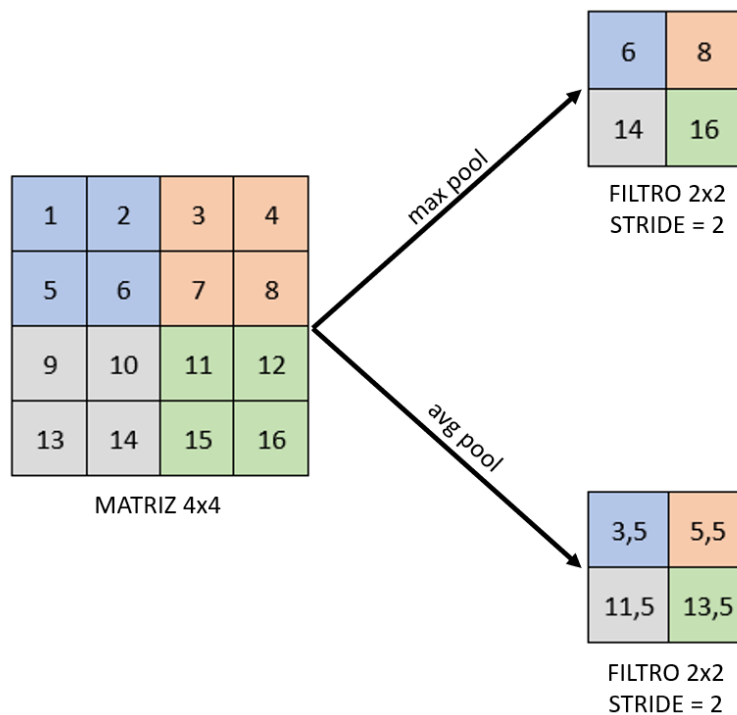 6 8
14 16
FILTRO 2x2
STRIDE = 2
max pool
1 2 3 4
5 6 7 8
9 10 11 12
13 14 15 16
MATRIZ 4x4
avg pool
3,5 5,5
11,5 13,5
FILTRO 2x2
STRIDE = 2